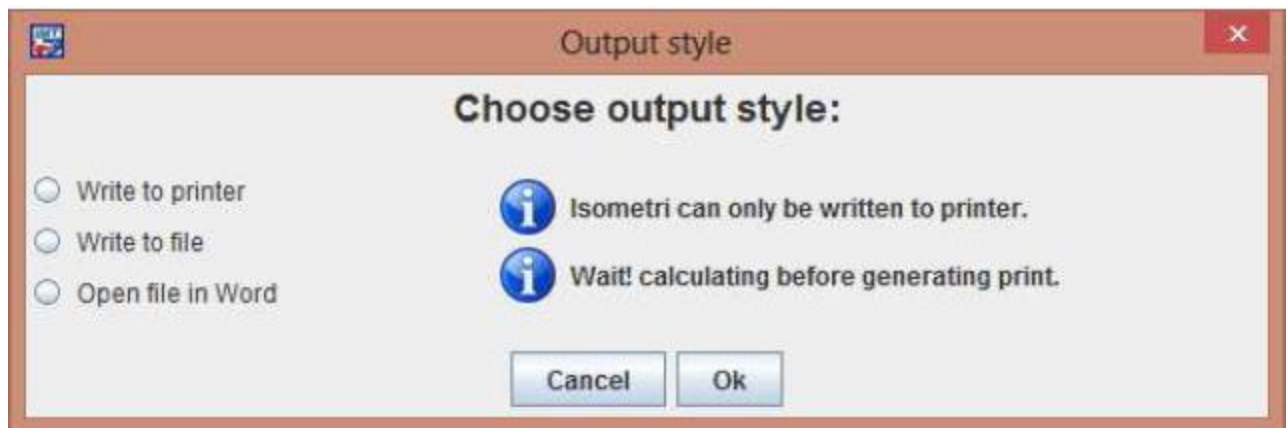 Output style
Choose output style:
Write to printer
Write to file
Open file in Word
Isometri can only be written to printer.
Wait! calculating before generating print.
Cancel
Ok